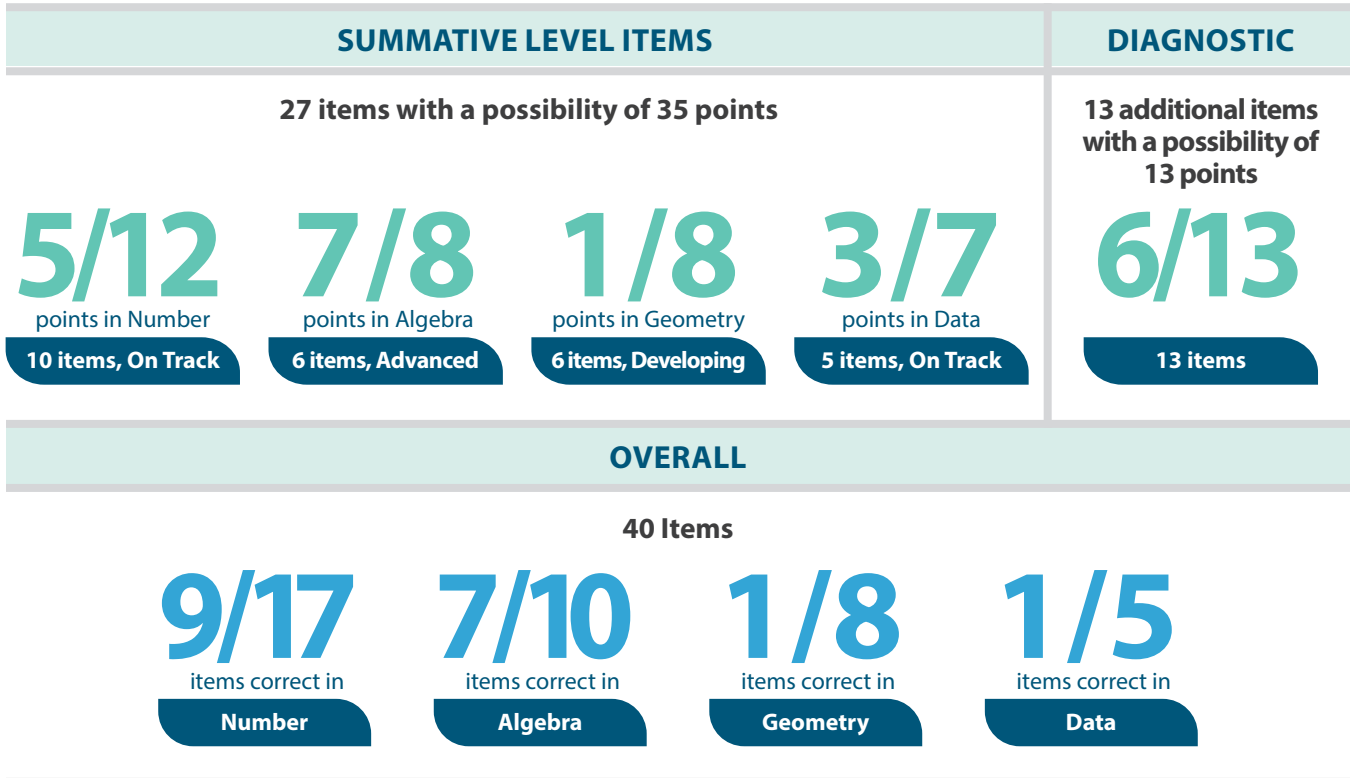 SUMMATIVE LEVEL ITEMS
DIAGNOSTIC
27 items with a possibility of 35 points
13 additional items
with a possibility of
13 points
5/12
points in Number
10 items, On Track
7/8
points in Algebra
6 items, Advanced
1/8
points in Geometry
6 items, Developing
3/7
points in Data
5 items, On Track
6/13
13 items
OVERALL
40 Items
9/17
items correct in
Number
7/10
items correct in
Algebra
1/8
items correct in
Geometry
1/5
items correct in
Data